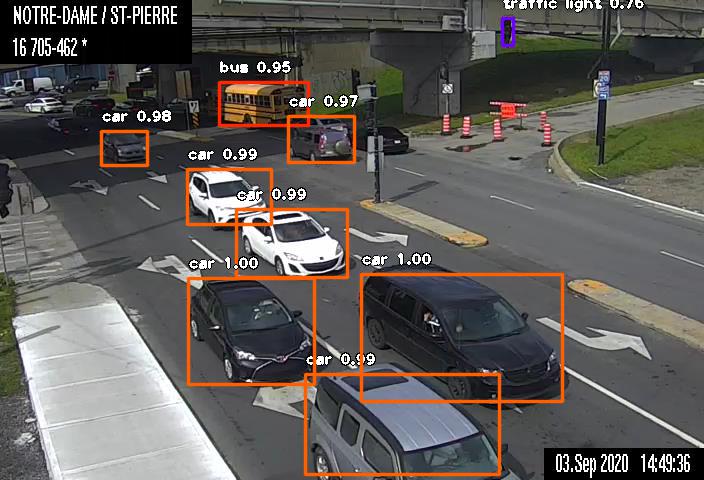 NOTRE-DAME / ST-PIERRE
16 705-462 *
traffic light 0.76
bus 0.95
car 0.97
car 0.98
car 0.99
car 0.99
car 1.00
car 1.00
car 0.99
03.Sep 2020 14:49:36